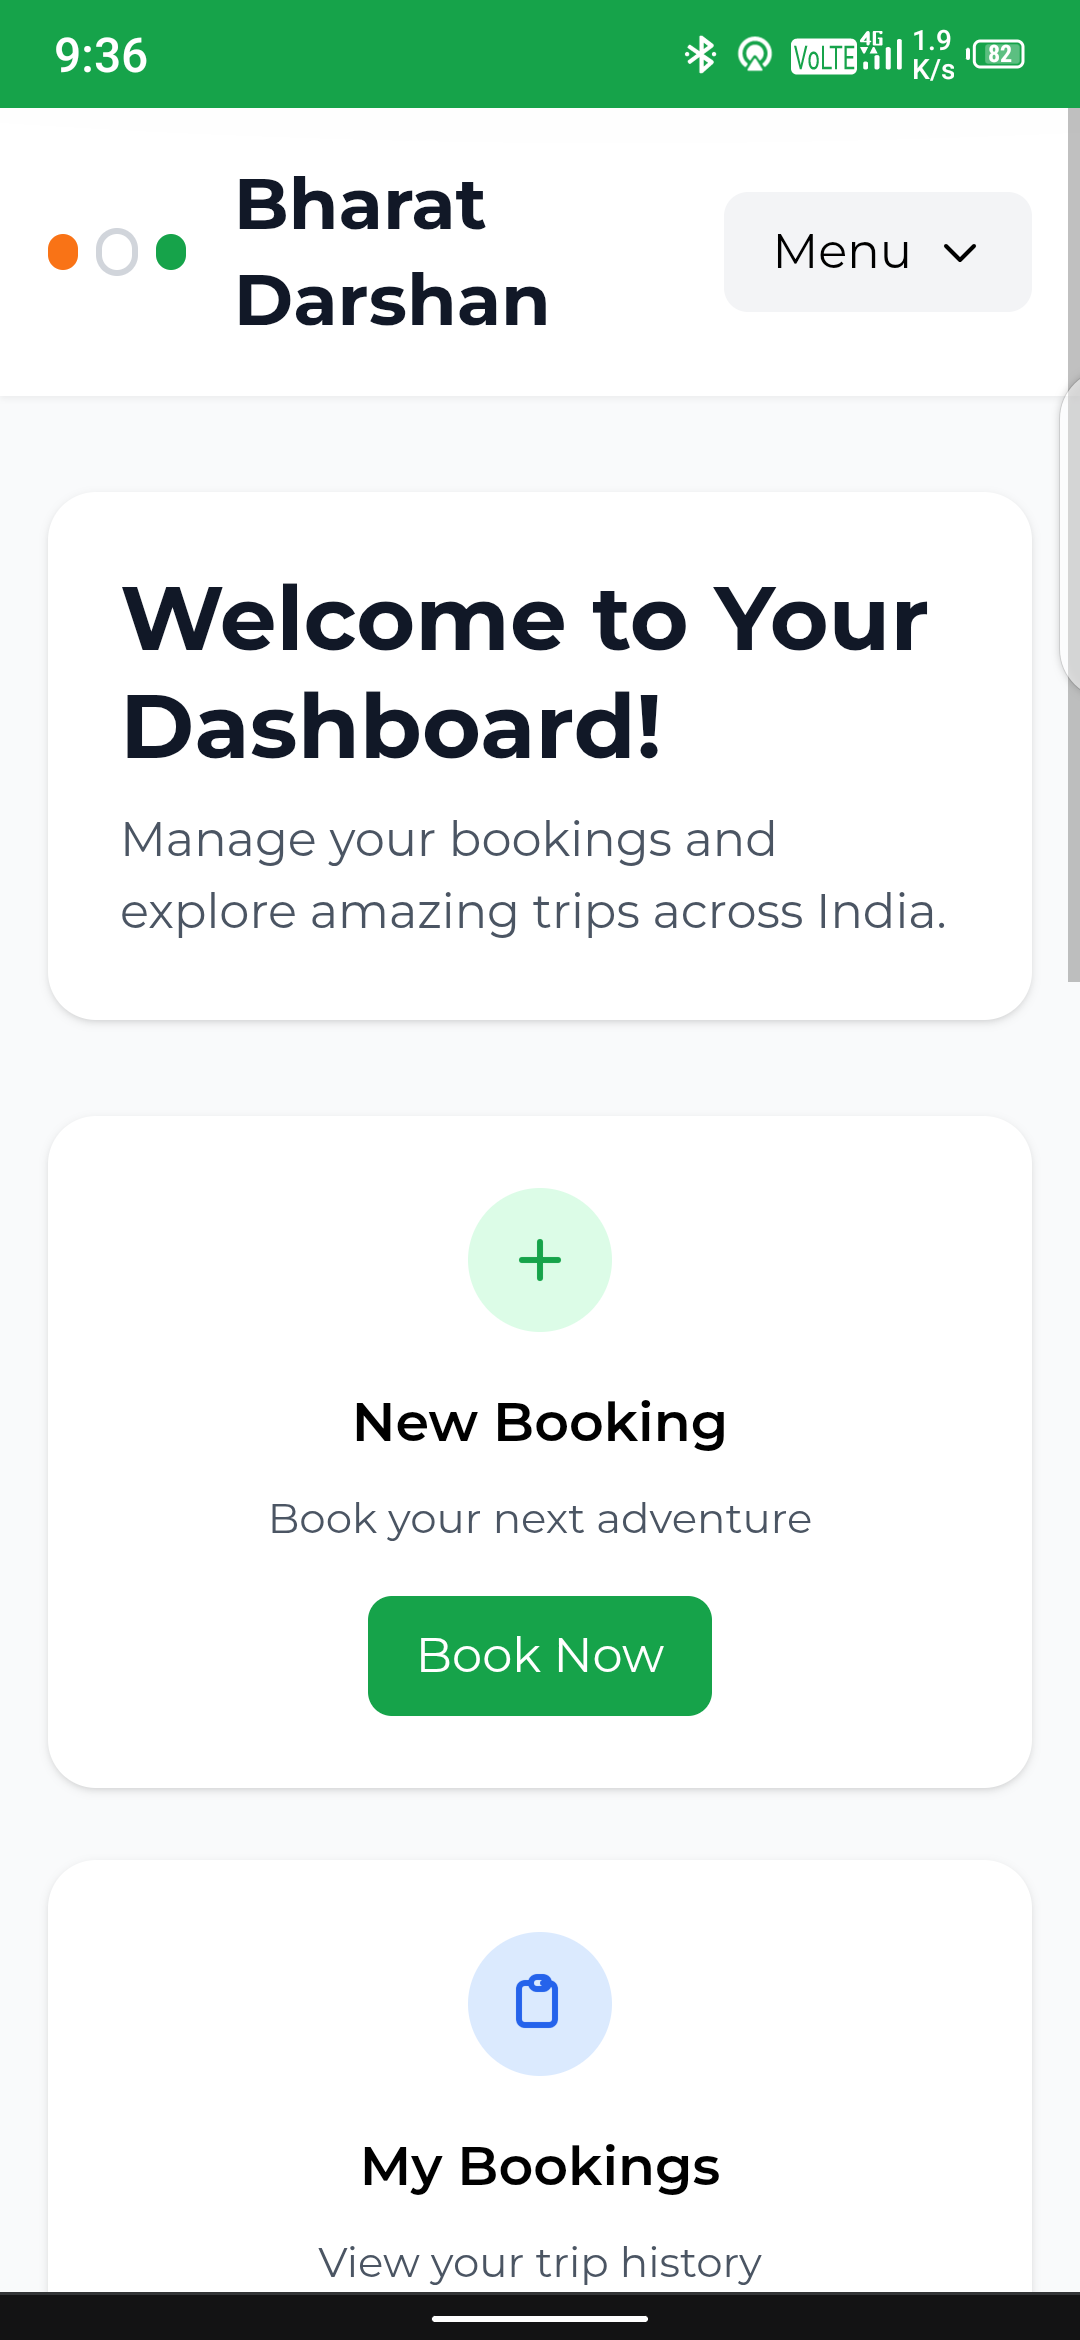 9:36
VoLTE 4G 1.9 K/s 82
Bharat
Darshan
Menu
Welcome to Your
Dashboard!
Manage your bookings and
explore amazing trips across India.
New Booking
Book your next adventure
Book Now
My Bookings
View your trip history